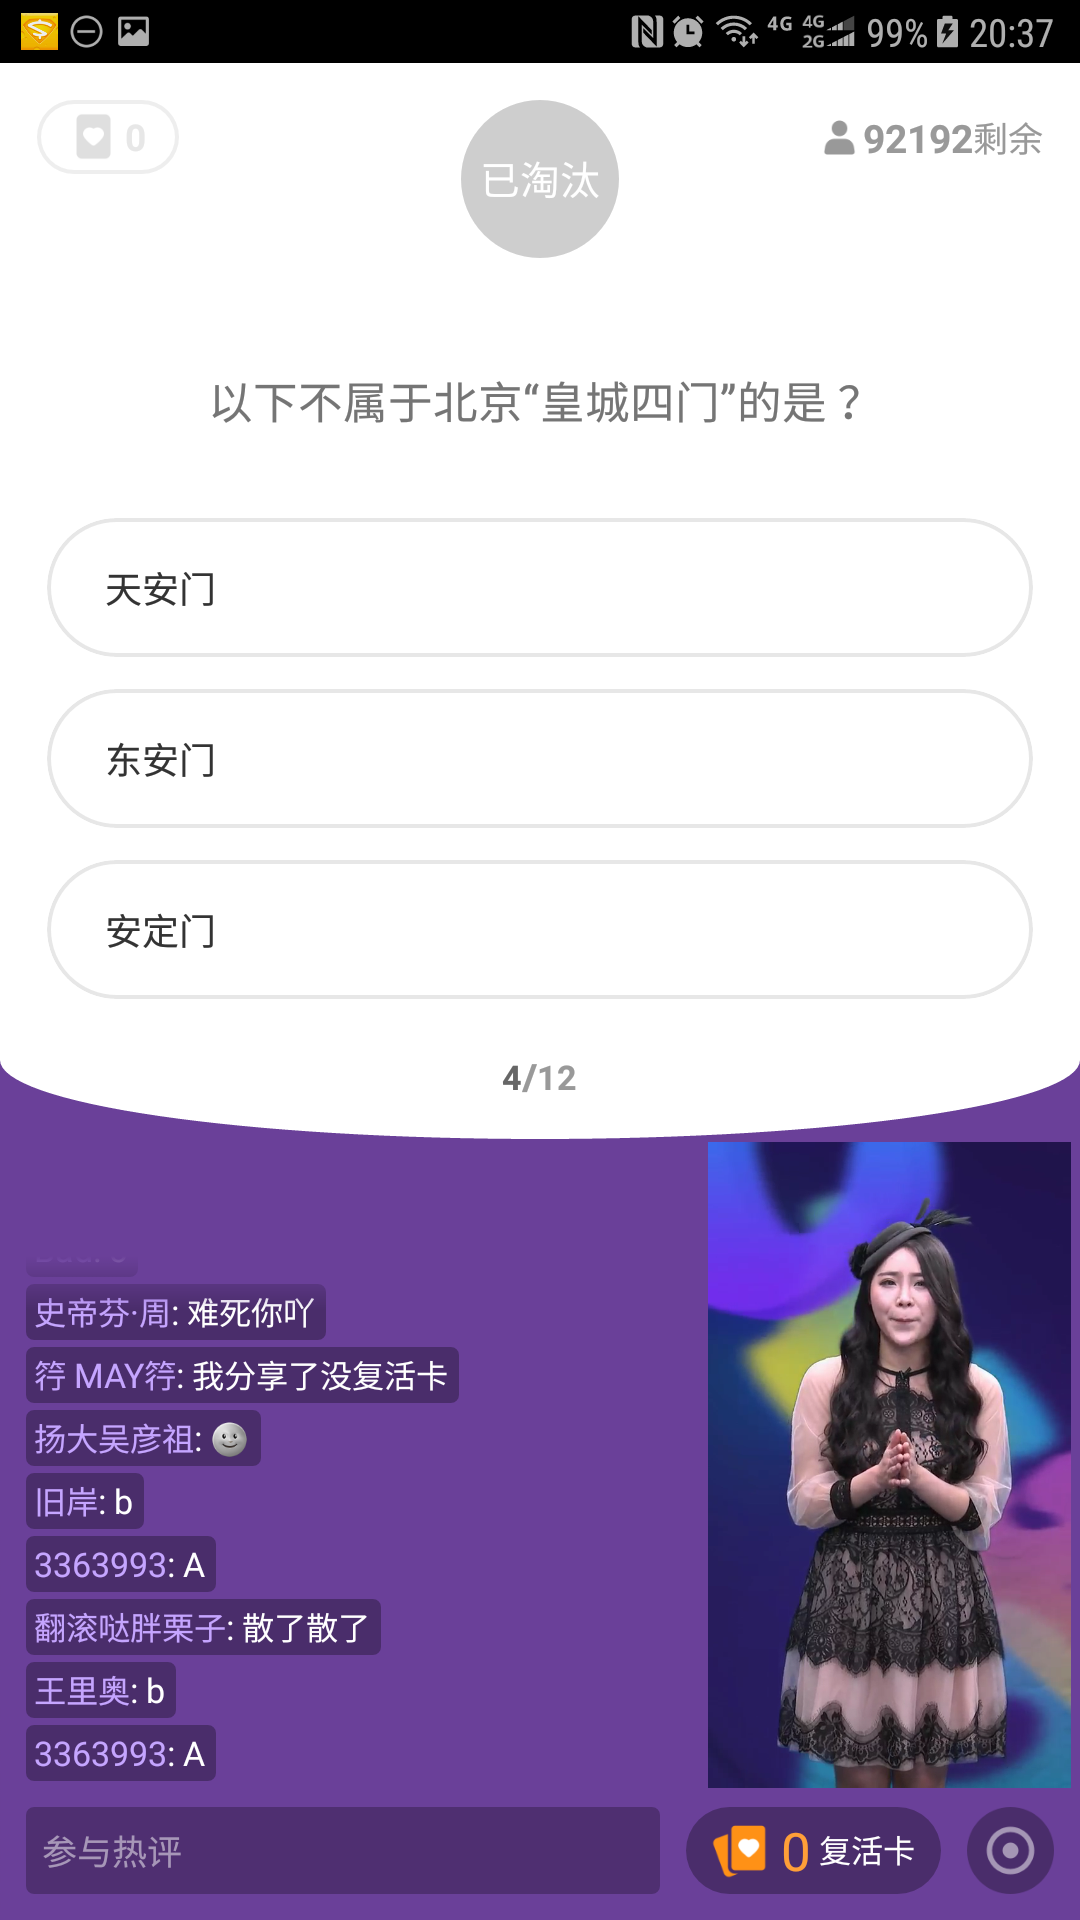 4G 4G 2G 99% 20:37
0
已淘汰
92192剩余
以下不属于北京“皇城四门”的是？
天安门
东安门
安定门
4/12
史帝芬·周: 难死你吖
筕 MAY筕: 我分享了没复活卡
扬大吴彦祖: 🌝
旧岸: b
3363993: A
翻滚哒胖栗子: 散了散了
王里奥: b
3363993: A
参与热评
0 复活卡